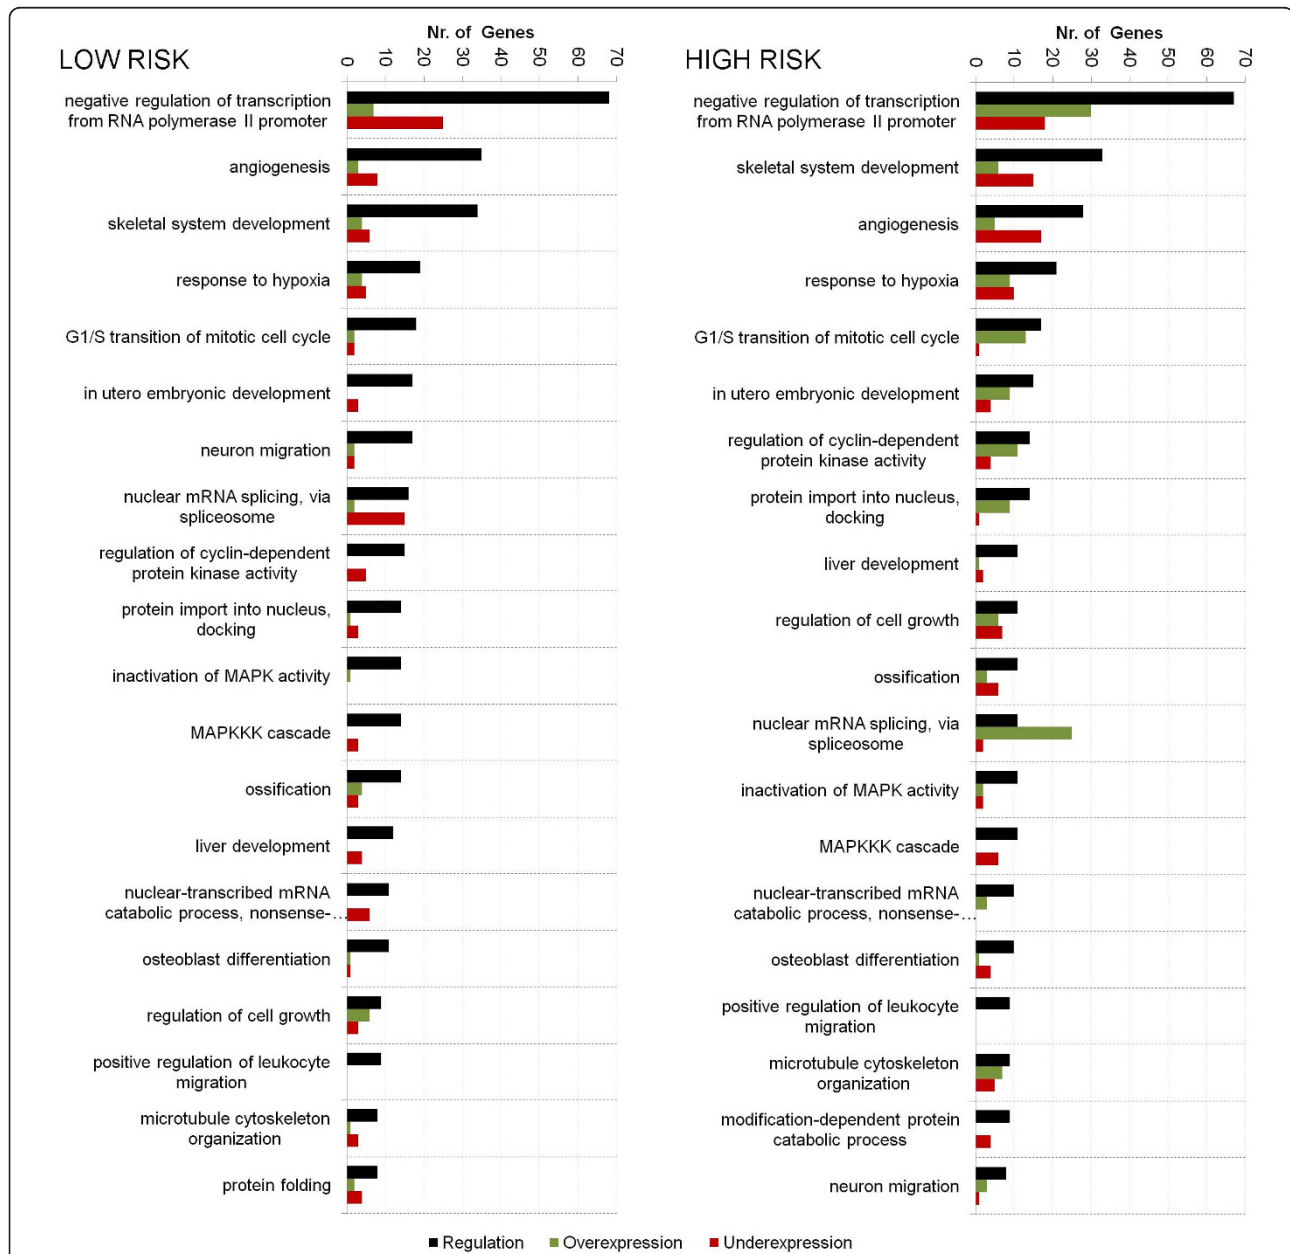 LOW RISK
Nr. of Genes
0 10 20 30 40 50 60 70
negative regulation of transcription
from RNA polymerase II promoter
angiogenesis
skeletal system development
response to hypoxia
G1/S transition of mitotic cell cycle
in utero embryonic development
neuron migration
nuclear mRNA splicing, via
spliceosome
regulation of cyclin-dependent
protein kinase activity
protein import into nucleus,
docking
inactivation of MAPK activity
MAPKKK cascade
ossification
liver development
nuclear-transcribed mRNA
catabolic process, nonsense-…
osteoblast differentiation
regulation of cell growth
positive regulation of leukocyte
migration
microtubule cytoskeleton
organization
protein folding
HIGH RISK
Nr. of Genes
0 10 20 30 40 50 60 70
negative regulation of transcription
from RNA polymerase II promoter
skeletal system development
angiogenesis
response to hypoxia
G1/S transition of mitotic cell cycle
in utero embryonic development
regulation of cyclin-dependent
protein kinase activity
protein import into nucleus,
docking
liver development
regulation of cell growth
ossification
nuclear mRNA splicing, via
spliceosome
inactivation of MAPK activity
MAPKKK cascade
nuclear-transcribed mRNA
catabolic process, nonsense-…
osteoblast differentiation
positive regulation of leukocyte
migration
microtubule cytoskeleton
organization
modification-dependent protein
catabolic process
neuron migration
Regulation Overexpression Underexpression